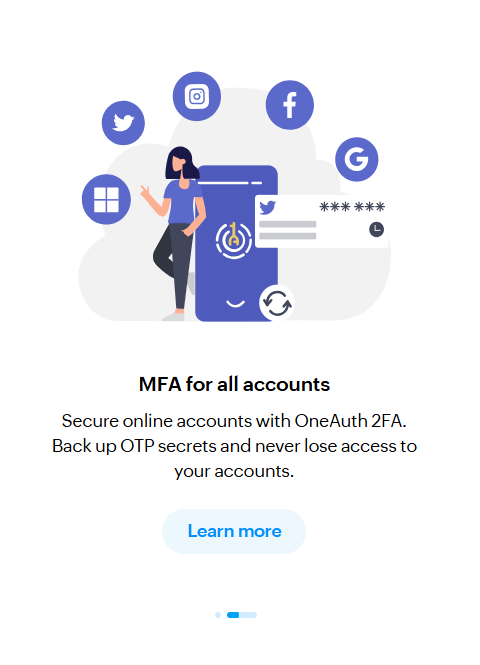 *** ***
MFA for all accounts
Secure online accounts with OneAuth 2FA.
Back up OTP secrets and never lose access to
your accounts.
Learn more